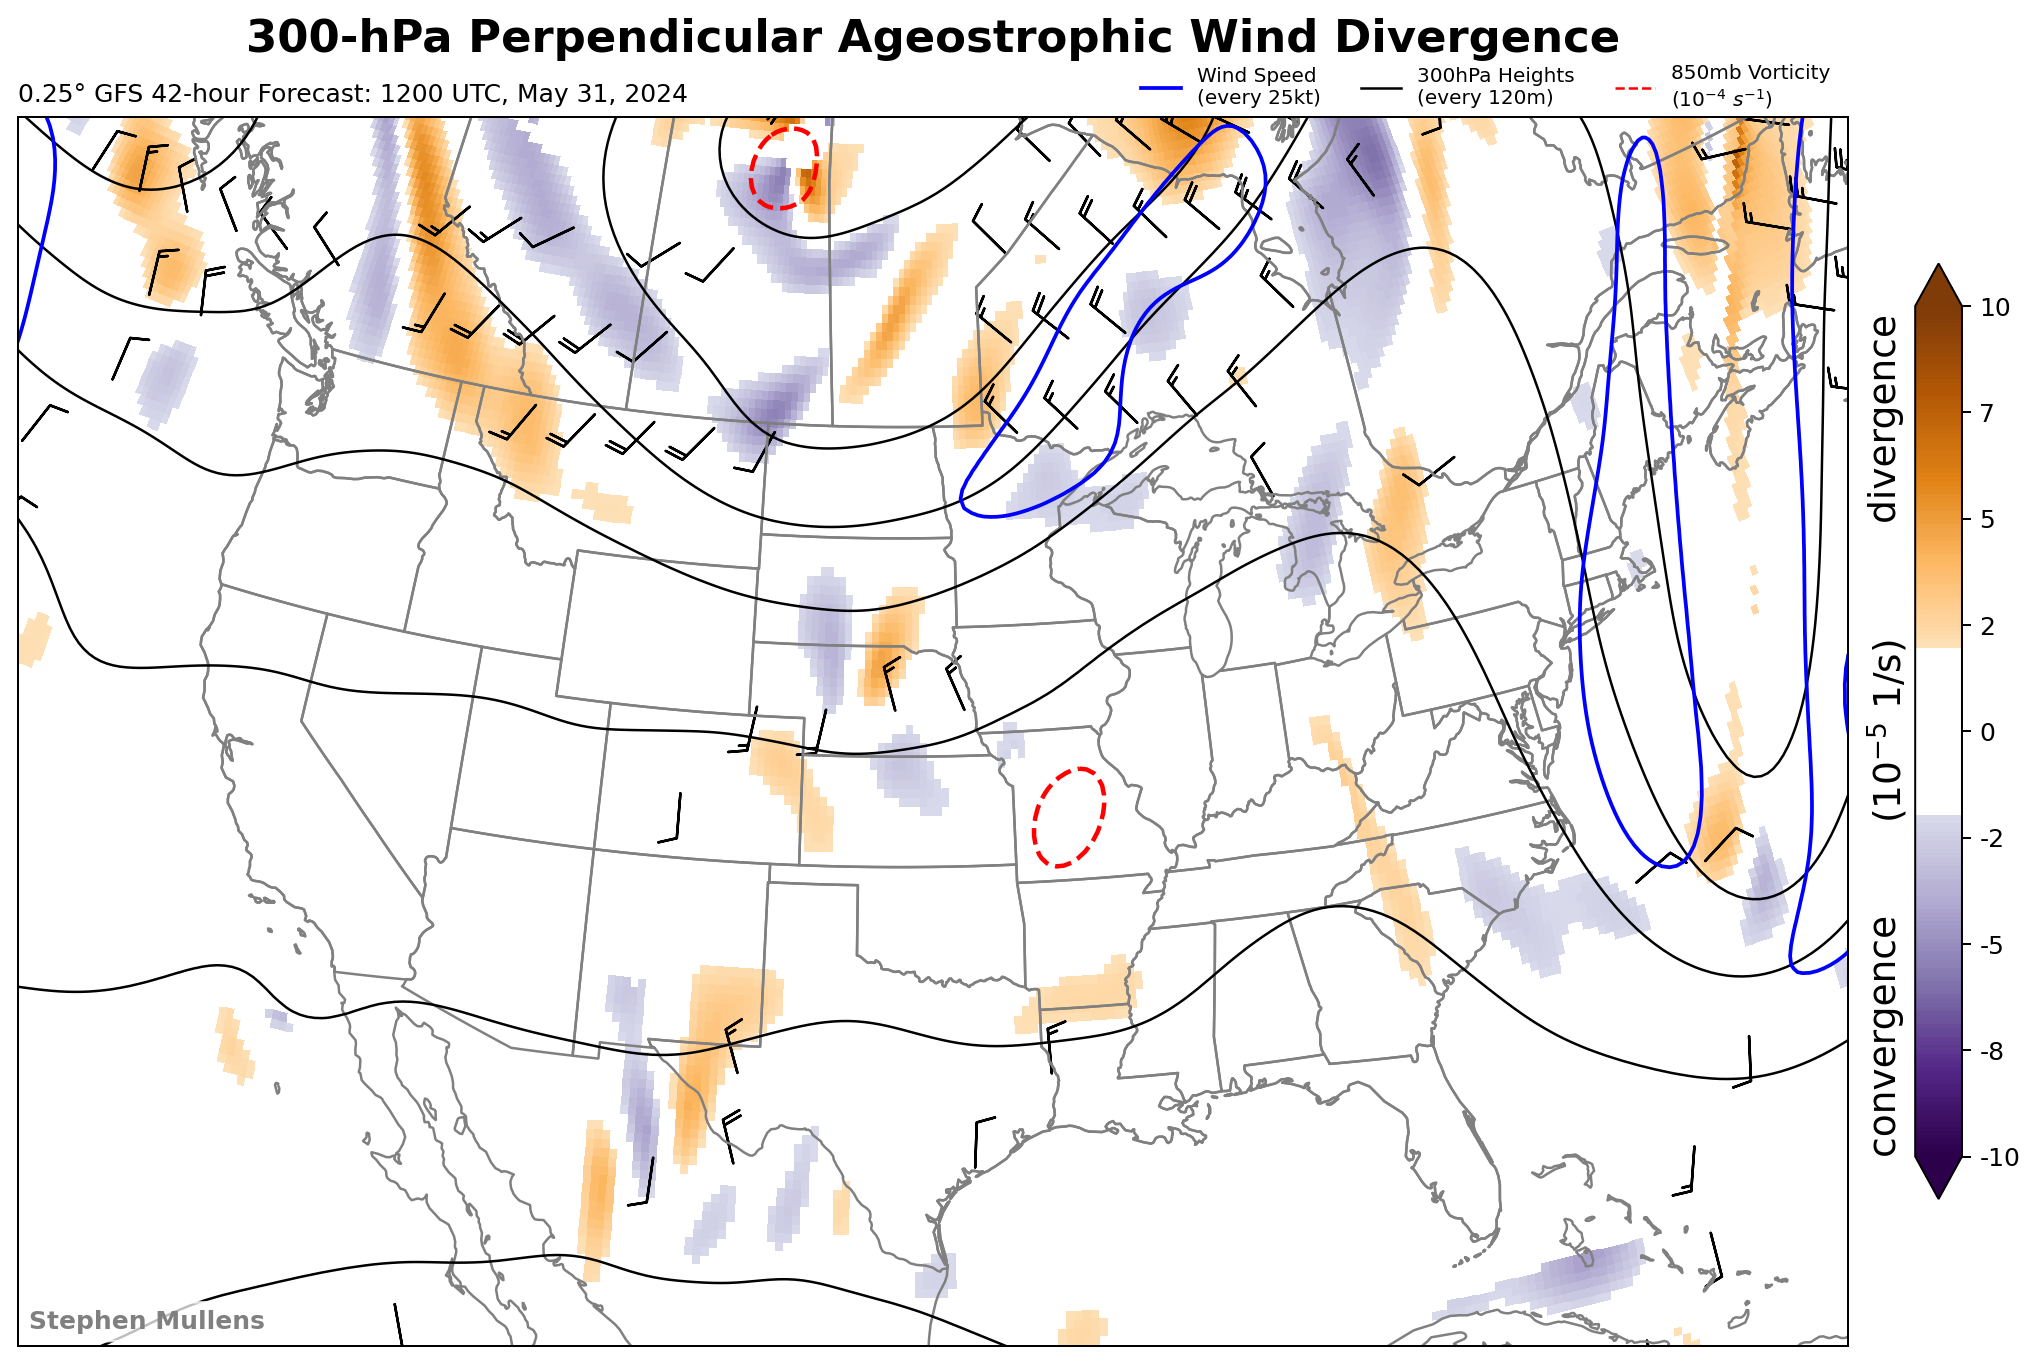 300-hPa Perpendicular Ageostrophic Wind Divergence
0.25° GFS 42-hour Forecast: 1200 UTC, May 31, 2024
Wind Speed
(every 25kt)
300hPa Heights
(every 120m)
850mb Vorticity
(10⁻⁴ s⁻¹)
10
7
5
2
0
-2
-5
-8
-10
convergence (10⁻⁵ 1/s) divergence
Stephen Mullens